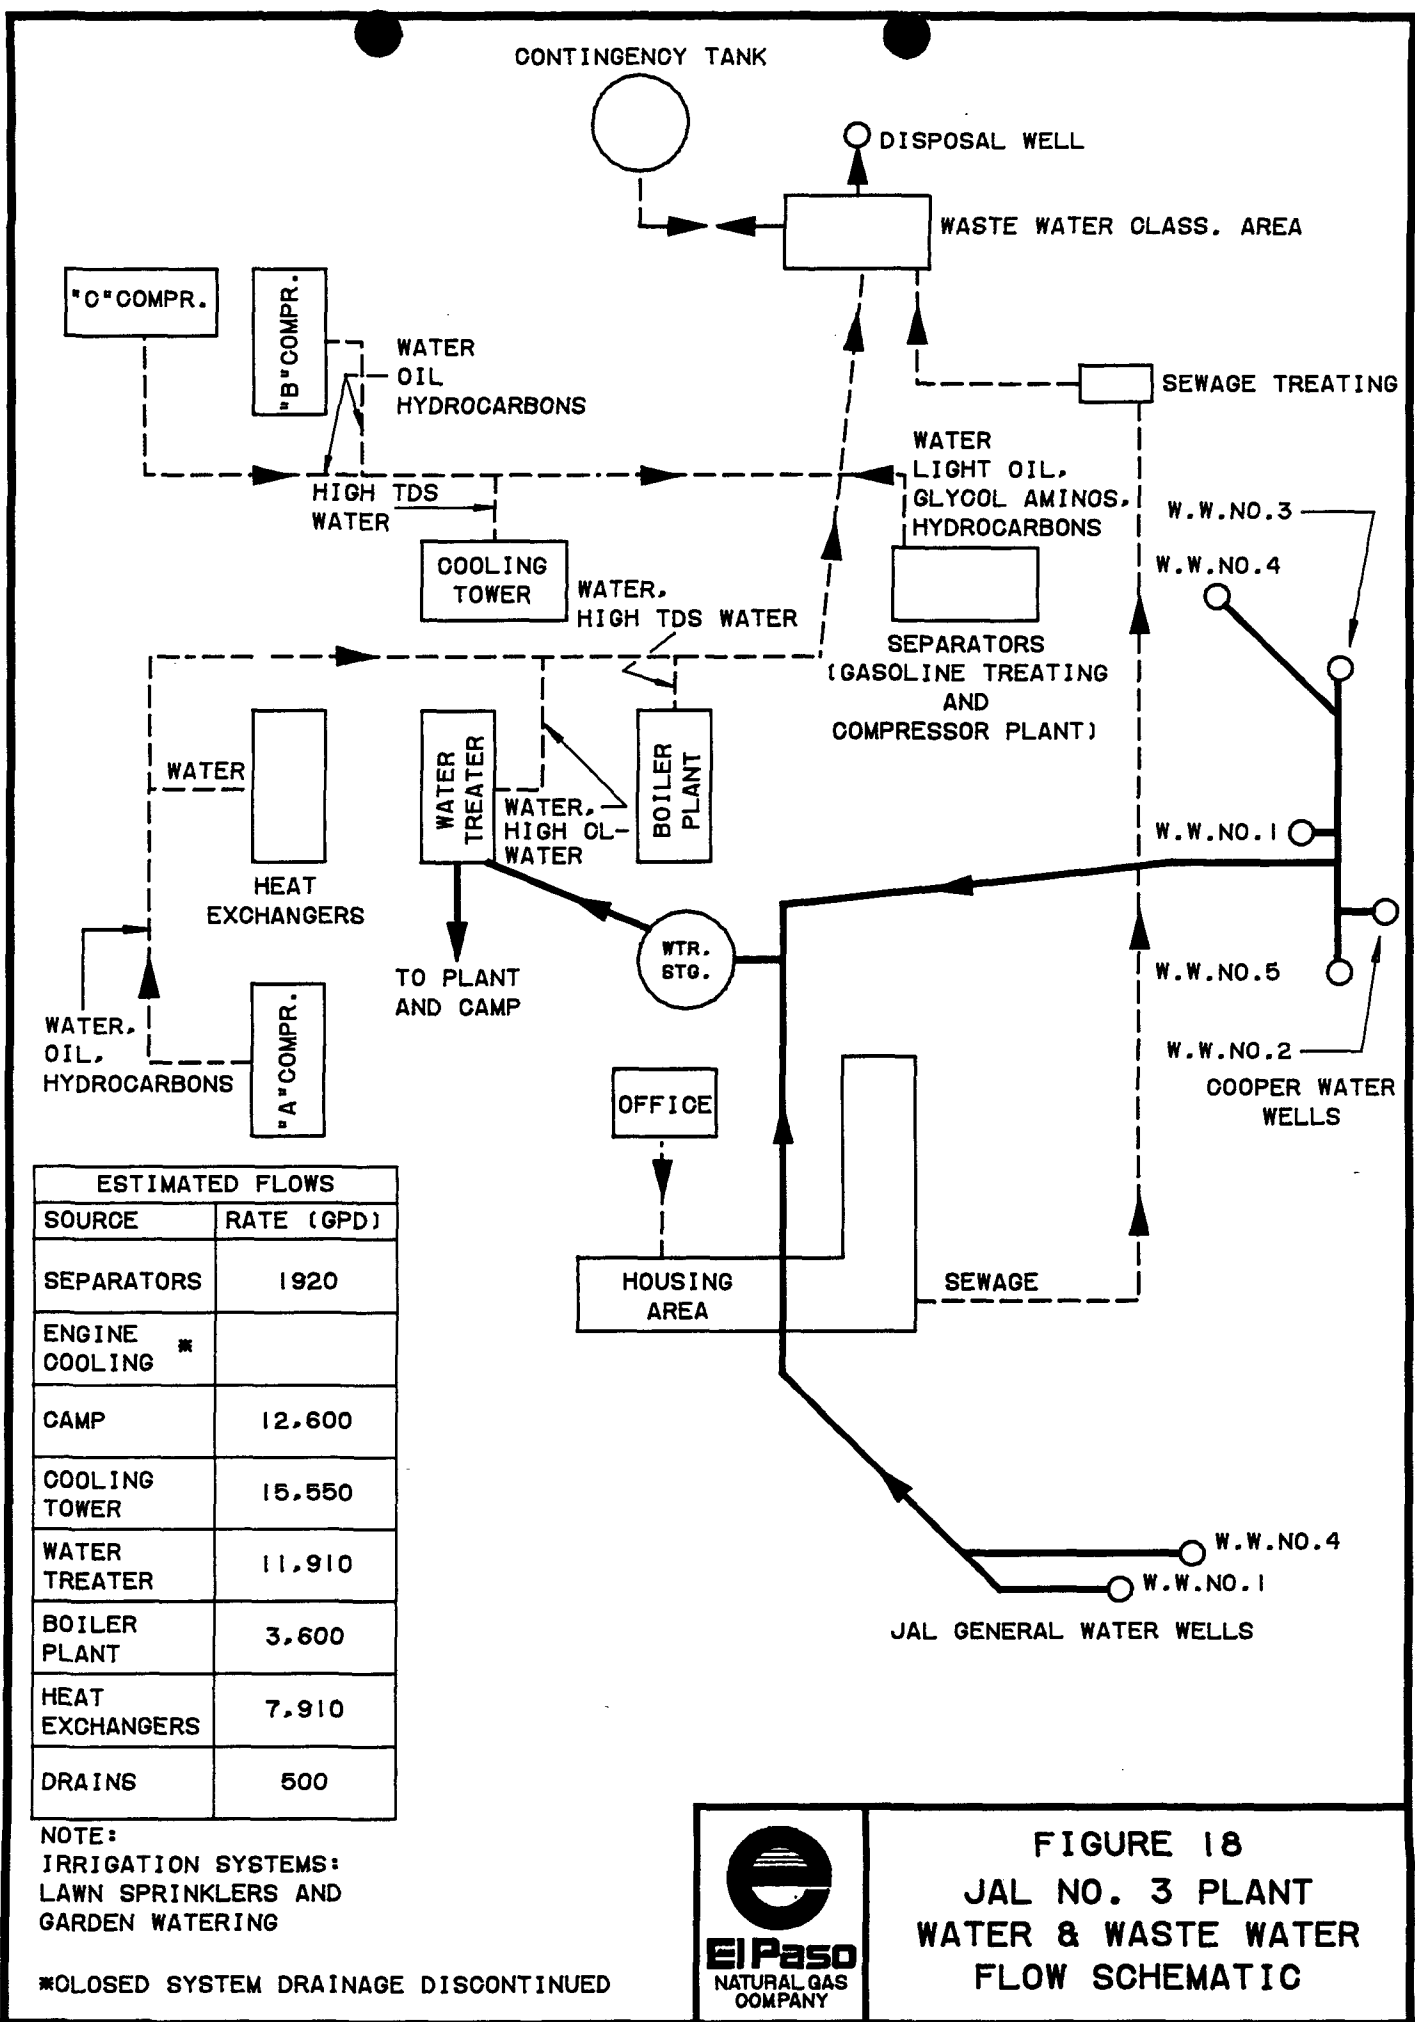 CONTINGENCY TANK
DISPOSAL WELL
WASTE WATER CLASS. AREA
"C"COMPR.
"B"COMPR.
WATER
OIL
HYDROCARBONS
SEWAGE TREATING
HIGH TDS
WATER
WATER
LIGHT OIL,
GLYCOL AMINOS,
HYDROCARBONS
W.W.NO.3
W.W.NO.4
COOLING
TOWER
WATER,
HIGH TDS WATER
SEPARATORS
(GASOLINE TREATING
AND
COMPRESSOR PLANT)
WATER
HEAT
EXCHANGERS
WATER
TREATER
WATER,
HIGH CL-
WATER
BOILER
PLANT
W.W.NO.1
WTR.
STG.
TO PLANT
AND CAMP
W.W.NO.5
W.W.NO.2
COOPER WATER
WELLS
WATER,
OIL,
HYDROCARBONS
"A"COMPR.
OFFICE
HOUSING
AREA
SEWAGE
ESTIMATED FLOWS
SOURCE RATE (GPD)
SEPARATORS 1920
ENGINE
COOLING *
CAMP 12,600
COOLING
TOWER 15,550
WATER
TREATER 11,910
BOILER
PLANT 3,600
HEAT
EXCHANGERS 7,910
DRAINS 500
W.W.NO.4
W.W.NO.1
JAL GENERAL WATER WELLS
NOTE:
IRRIGATION SYSTEMS:
LAWN SPRINKLERS AND
GARDEN WATERING
*CLOSED SYSTEM DRAINAGE DISCONTINUED
El Paso
NATURAL GAS
COMPANY
FIGURE 18
JAL NO. 3 PLANT
WATER & WASTE WATER
FLOW SCHEMATIC